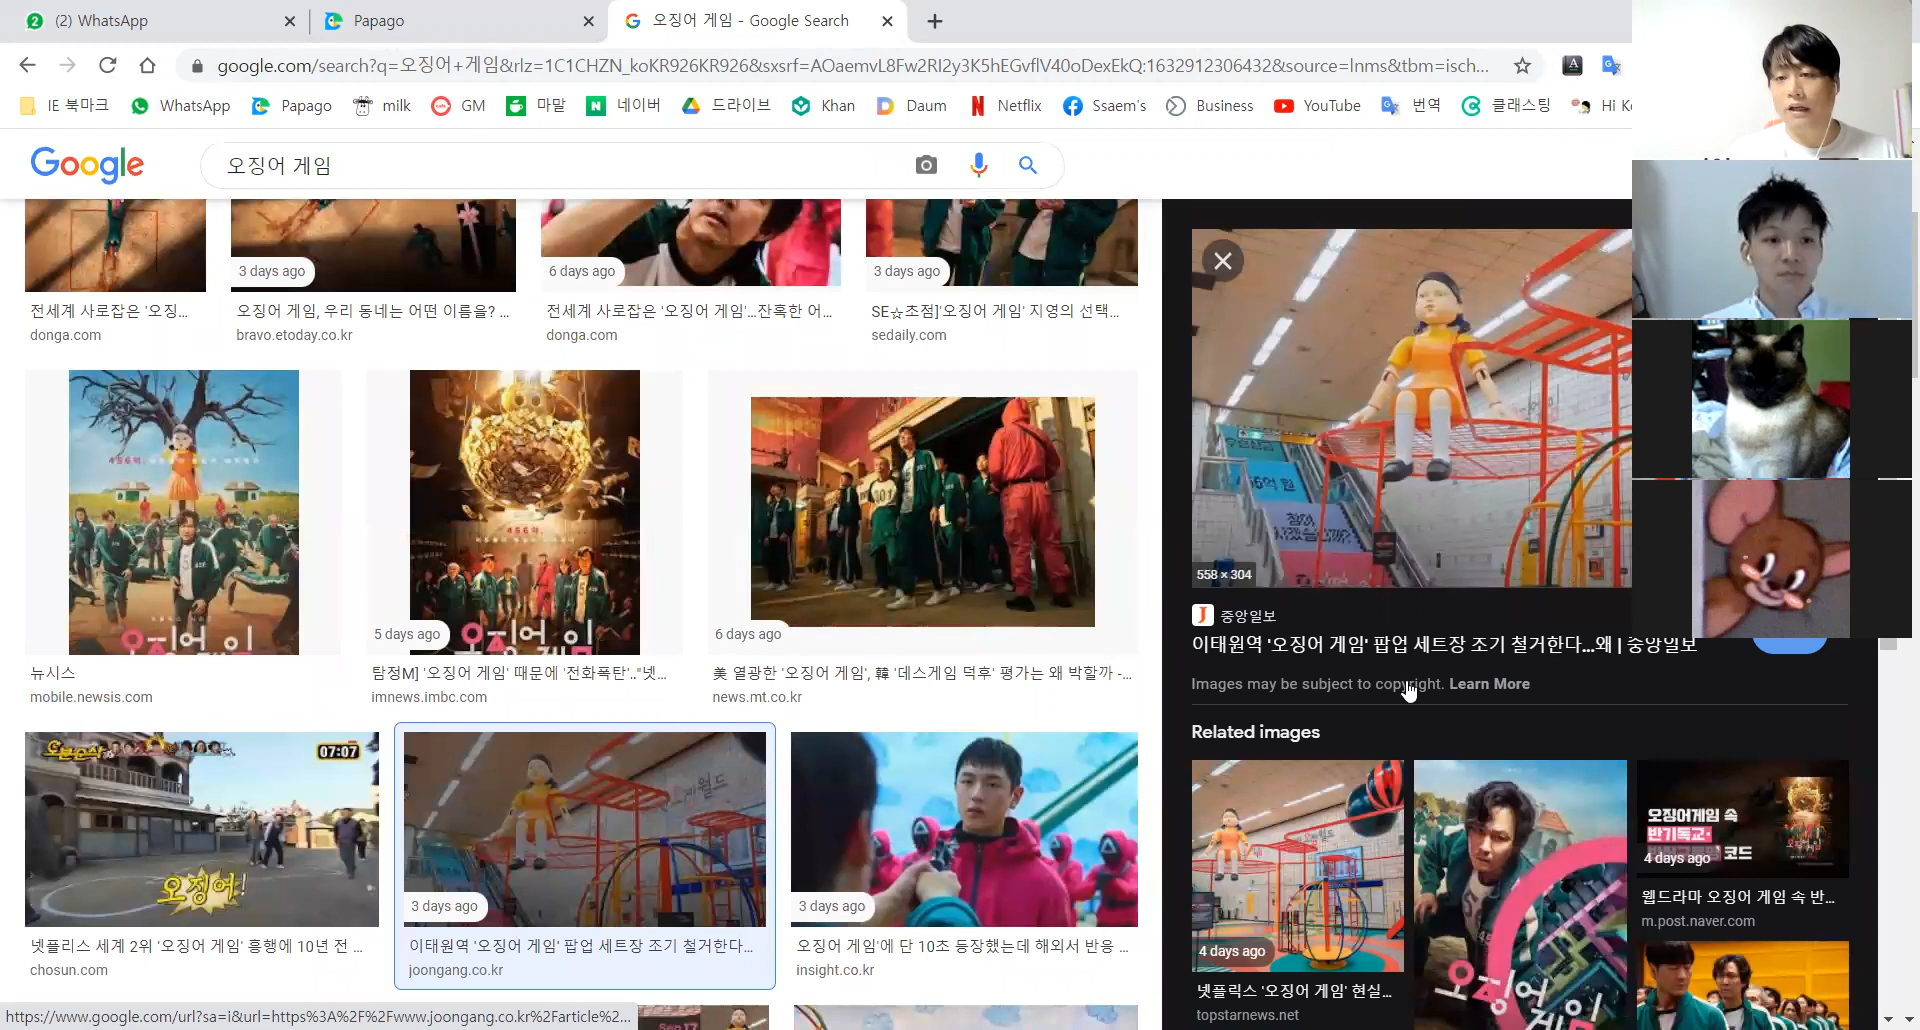 (2) WhatsApp
Papago
오징어 게임 - Google Search
google.com/search?q=오징어+게임&rlz=1C1CHZN_koKR926KR926&sxsrf=AOaemvL8Fw2RI2y3K5hEGvflV40oDexEkQ:1632912306432&source=lnms&tbm=isch...
IE 북마크
WhatsApp
Papago
milk
GM
마말
네이버
드라이브
Khan
Daum
Netflix
Ssaem's
Business
YouTube
번역
클래스팅
Hi
Google
오징어 게임
3 days ago
6 days ago
3 days ago
전세계 사로잡은 '오징...
donga.com
오징어 게임, 우리 동네는 어떤 이름을? ...
bravo.etoday.co.kr
전세계 사로잡은 '오징어 게임'...잔혹한 어...
donga.com
SE☆초점]'오징어 게임' 지영의 선택...
sedaily.com
뉴시스
mobile.newsis.com
5 days ago
탐정M] '오징어 게임' 때문에 '전화폭탄'.."넷...
imnews.imbc.com
6 days ago
美 열광한 '오징어 게임', 韓 '데스게임 덕후' 평가는 왜 박할까 -...
news.mt.co.kr
07:07
오징어!
넷플리스 세계 2위 '오징어 게임' 흥행에 10년 전 ...
chosun.com
3 days ago
이태원역 '오징어 게임' 팝업 세트장 조기 철거한다...
joongang.co.kr
3 days ago
오징어 게임'에 단 10초 등장했는데 해외서 반응 ...
insight.co.kr
558 × 304
중앙일보
이태원역 '오징어 게임' 팝업 세트장 조기 철거한다...왜 | 중앙일보
Images may be subject to copyright. Learn More
Related images
4 days ago
넷플릭스 '오징어 게임' 현실...
topstarnews.net
오징어게임 속
반기독교·
코드
4 days ago
웹드라마 오징어 게임 속 반...
m.post.naver.com
https://www.google.com/url?sa=i&url=https%3A%2F%2Fwww.joongang.co.kr%2Farticle%2...